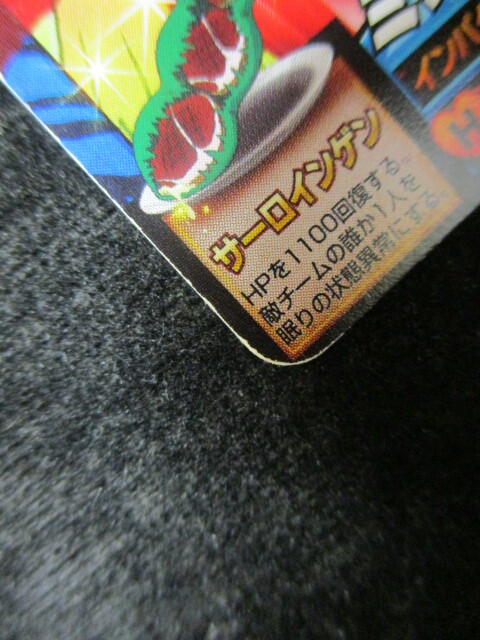 サーロインゲン
HPを1100回復する。
敵チームの誰か1人を
眠りの状態異常にする。
インパ